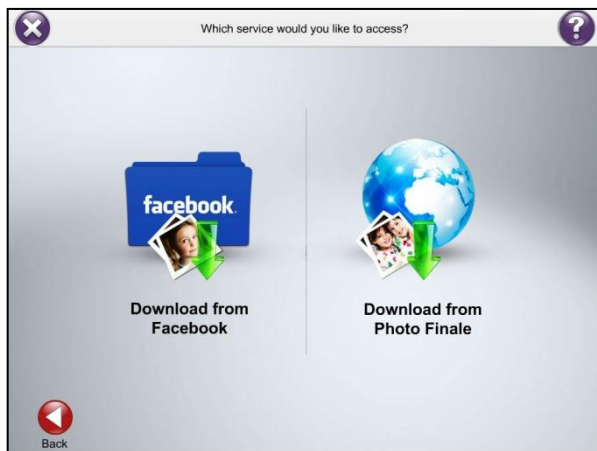 Which service would you like to access?
facebook.
Download from
Facebook
Download from
Photo Finale
Back